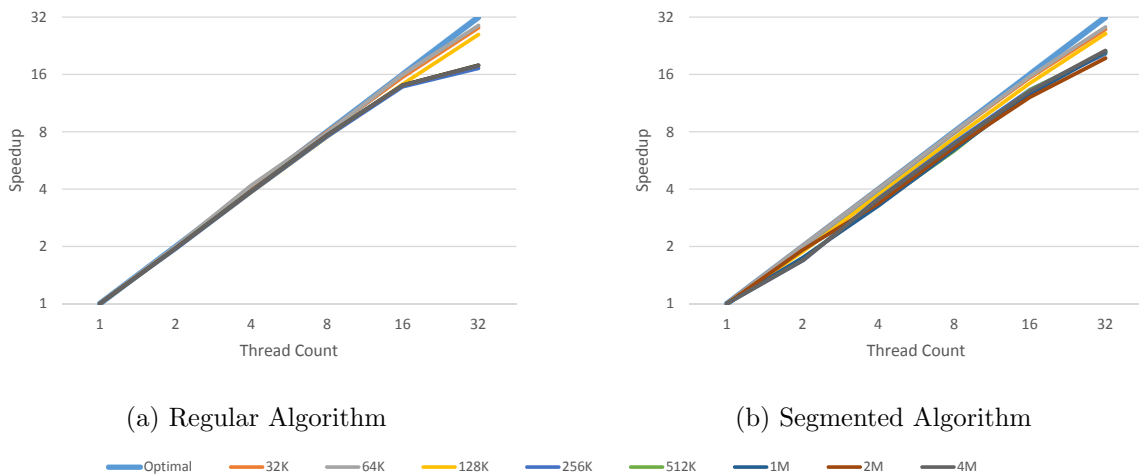 32
16
8
4
2
1
Speedup
1 2 4 8 16 32
Thread Count
(a) Regular Algorithm
32
16
8
4
2
1
Speedup
1 2 4 8 16 32
Thread Count
(b) Segmented Algorithm
Optimal 32K 64K 128K 256K 512K 1M 2M 4M